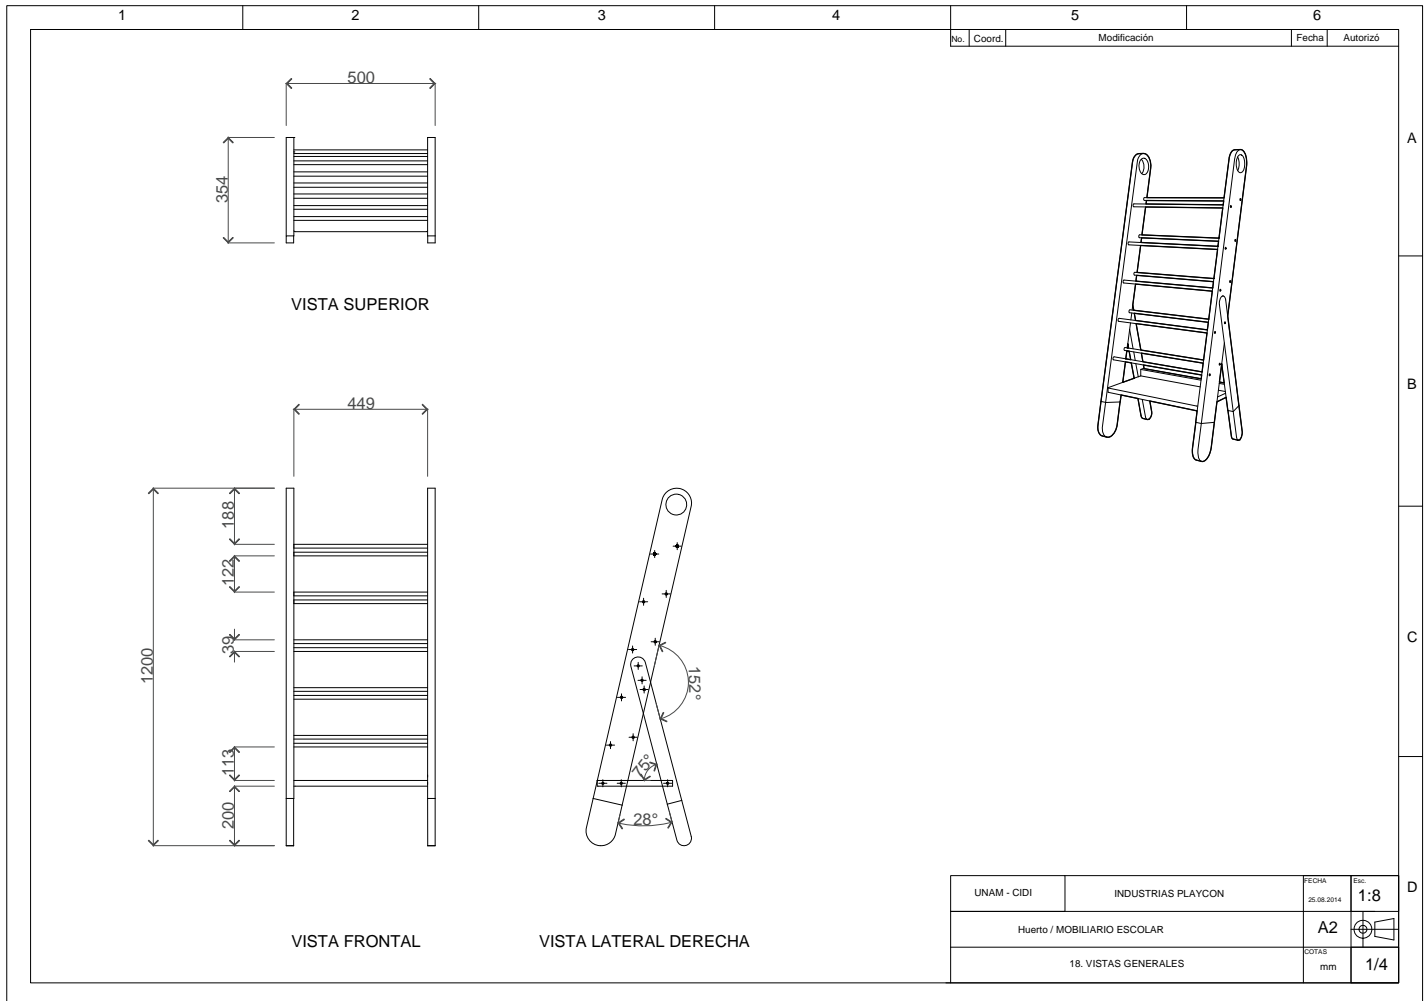 1 2 3 4 5 6
No. Coord. Modificación Fecha Autorizó
A
B
C
D
500
354
VISTA SUPERIOR
449
188
122
39
1200
113
200
VISTA FRONTAL
152°
75°
28°
VISTA LATERAL DERECHA
UNAM - CIDI INDUSTRIAS PLAYCON FECHA 25.08.2014 Esc. 1:8
Huerto / MOBILIARIO ESCOLAR A2
18. VISTAS GENERALES COTAS mm 1/4